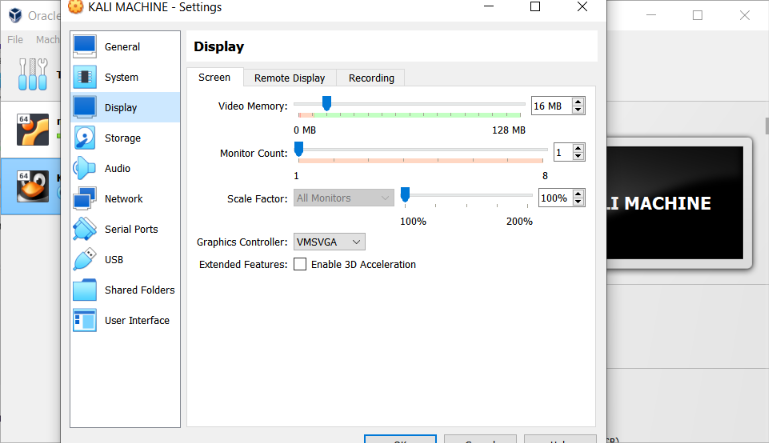 Oracle
KALI MACHINE - Settings
File Mach
General
System
Display
Storage
Audio
Network
Serial Ports
USB
Shared Folders
User Interface
Display
Screen Remote Display Recording
Video Memory: 16 MB
0 MB 128 MB
Monitor Count: 1
1 8
Scale Factor: All Monitors 100%
100% 200%
Graphics Controller: VMSVGA
Extended Features: Enable 3D Acceleration
64
64
LI MACHINE